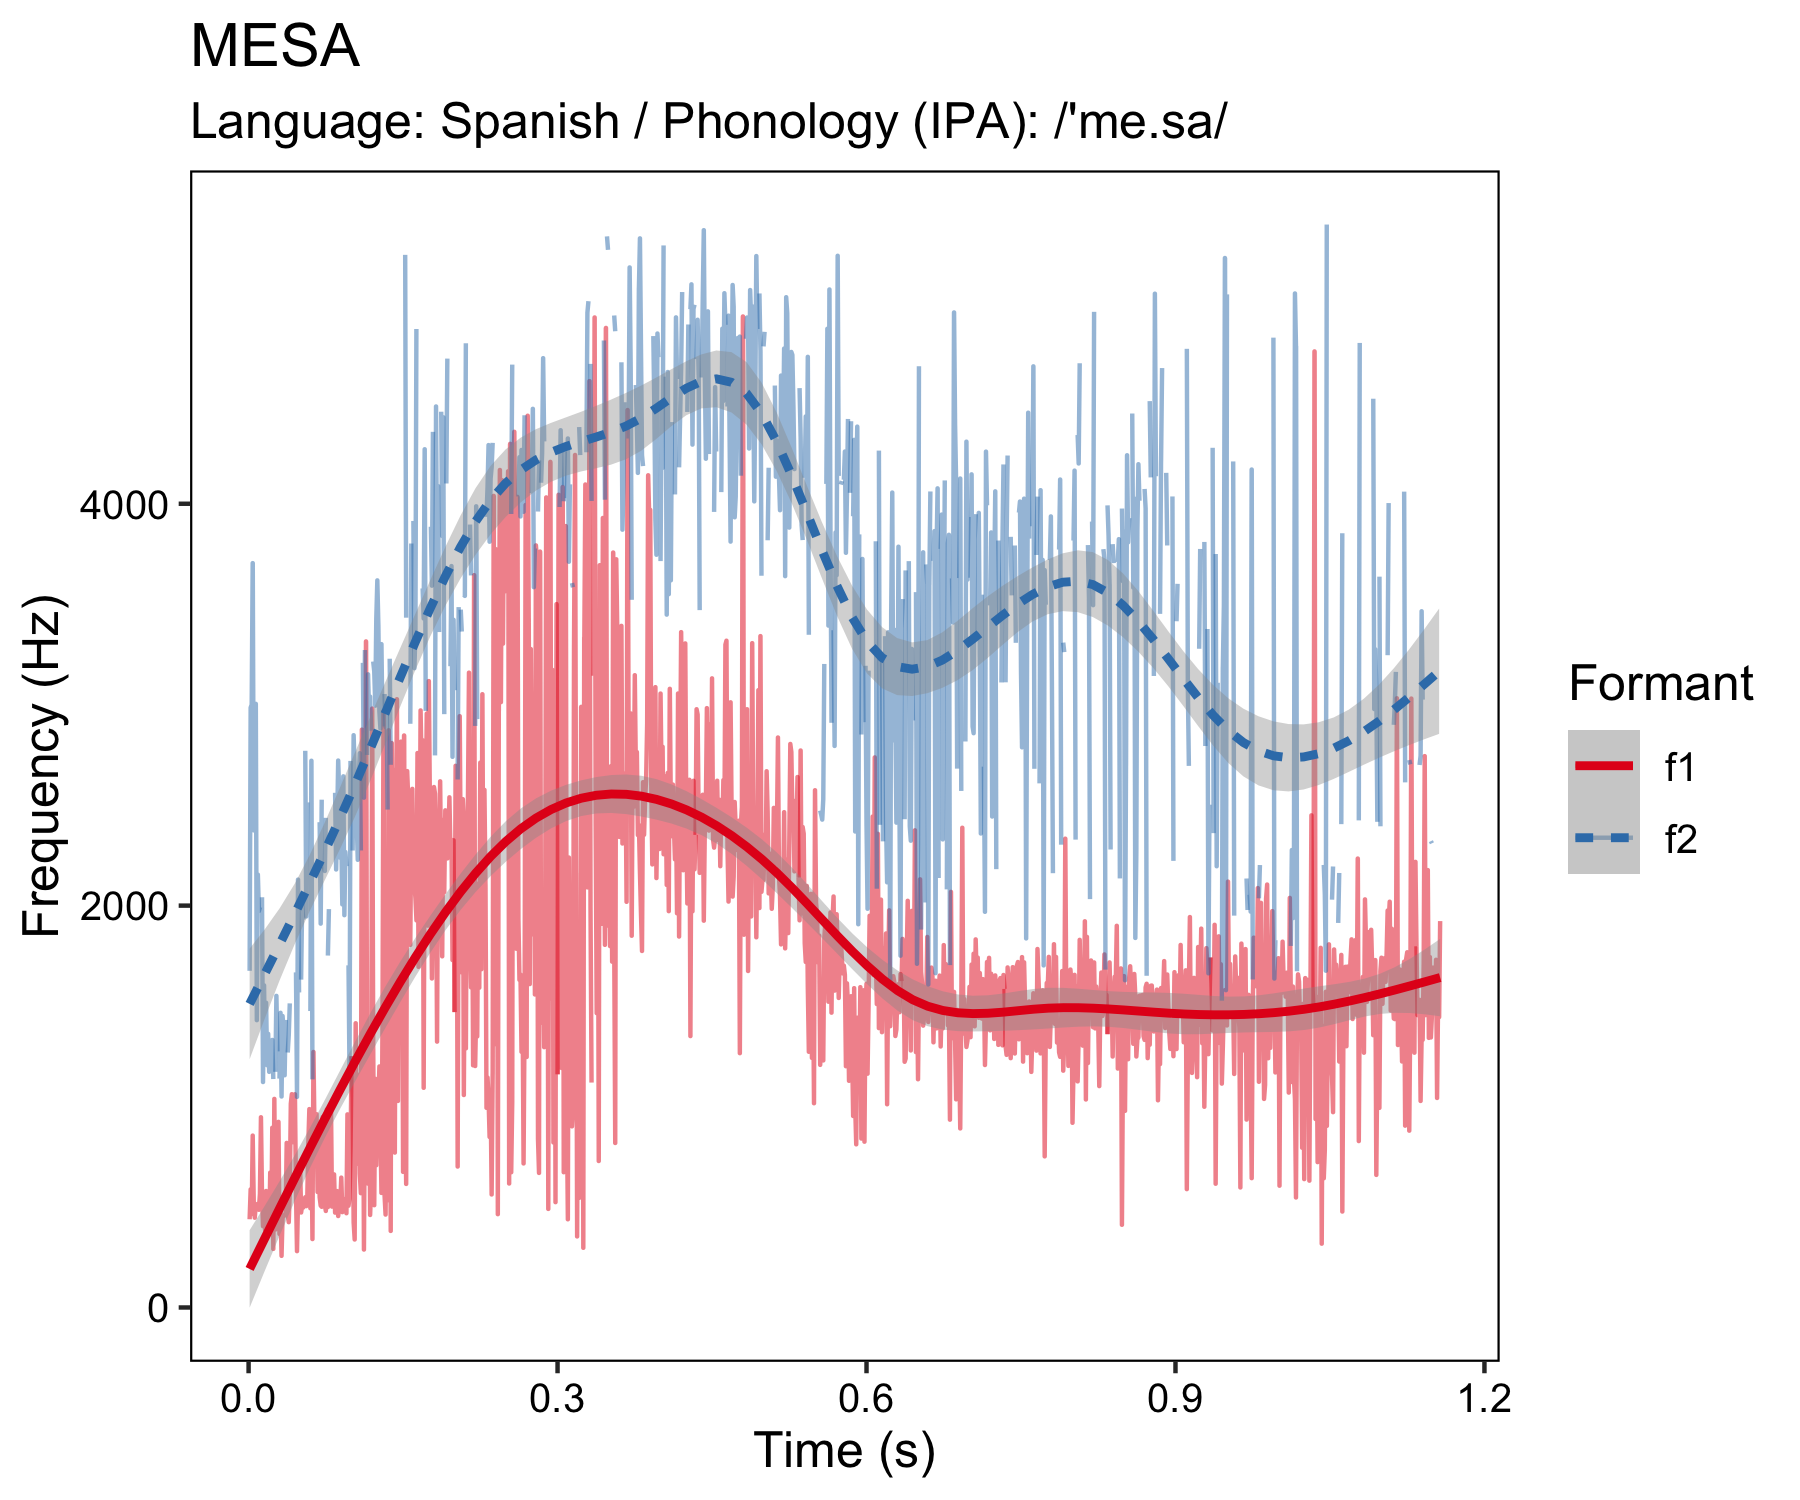 MESA
Language: Spanish / Phonology (IPA): /'me.sa/
Frequency (Hz)
4000
2000
0
0.0 0.3 0.6 0.9 1.2
Time (s)
Formant
f1
f2